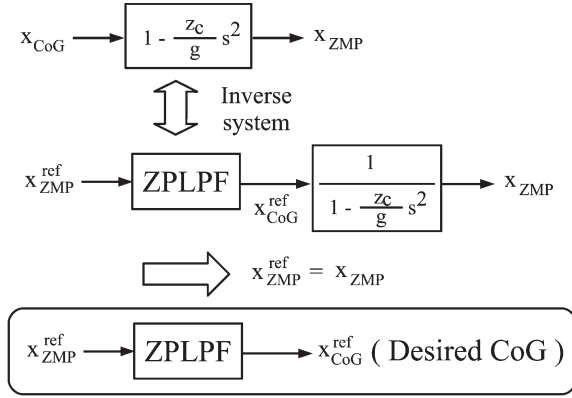 x_CoG 1 - z_c/g s^2 x_ZMP
Inverse
system
x_ZMP^ref ZPLPF x_CoG^ref 1/(1 - z_c/g s^2) x_ZMP
x_ZMP^ref = x_ZMP
x_ZMP^ref ZPLPF x_CoG^ref ( Desired CoG )